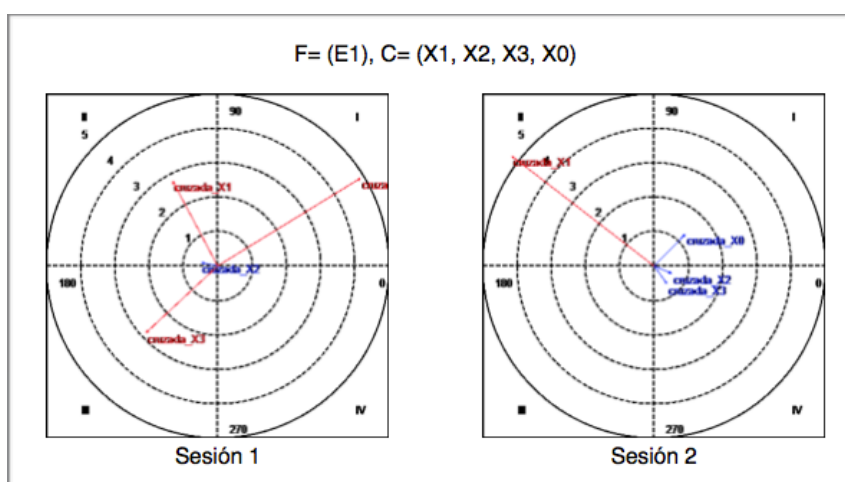 F= (E1), C= (X1, X2, X3, X0)
II
90
I
5
4
3
cruzada_X1
cruza
2
1
cruzada_X2
180
0
cruzada_X3
III
IV
270
Sesión 1
II
90
I
5
4
cruzada_X1
3
2
1
cruzada_X0
cruzada_X2
180
0
cruzada_X3
III
IV
270
Sesión 2